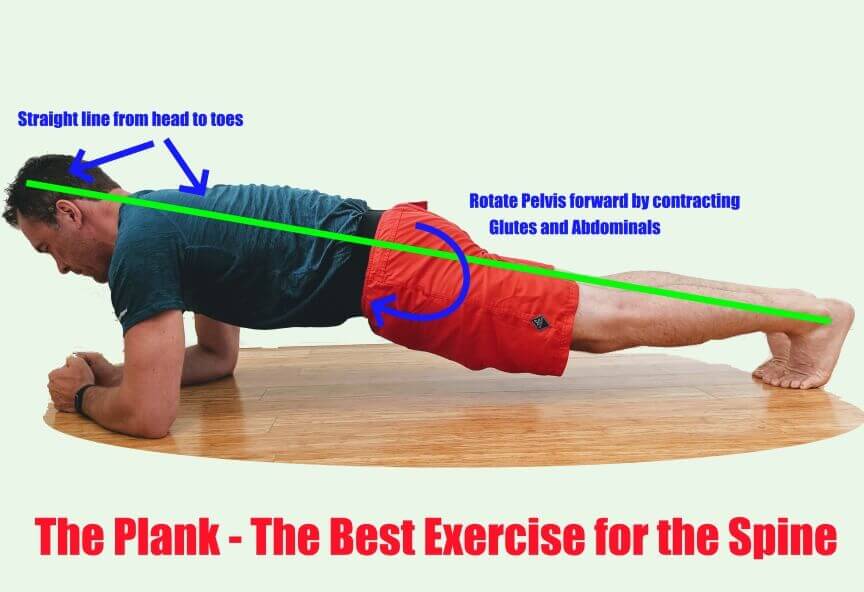 Straight line from head to toes
Rotate Pelvis forward by contracting
Glutes and Abdominals
The Plank - The Best Exercise for the Spine